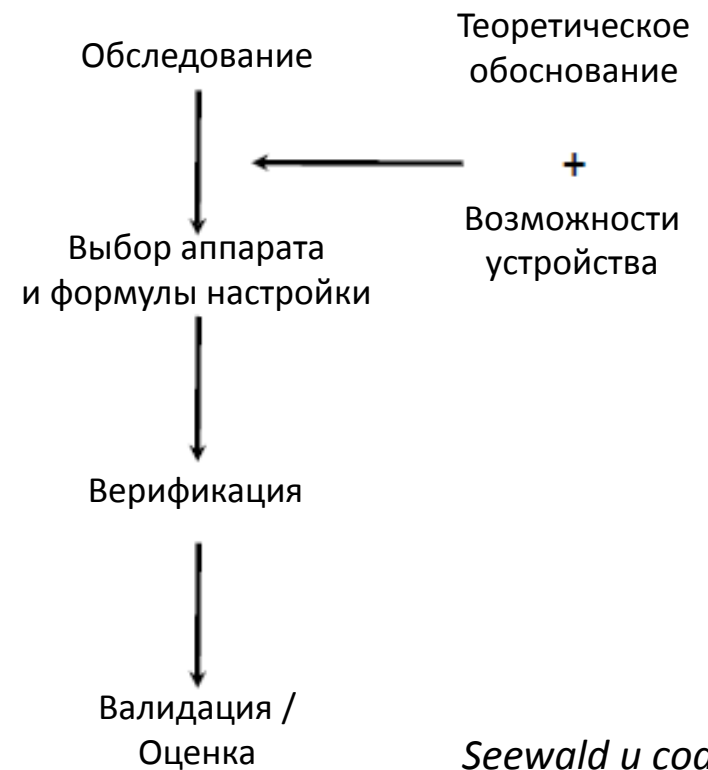 Обследование
Теоретическое
обоснование
+
Возможности
устройства
Выбор аппарата
и формулы настройки
Верификация
Валидация /
Оценка
Seewald и